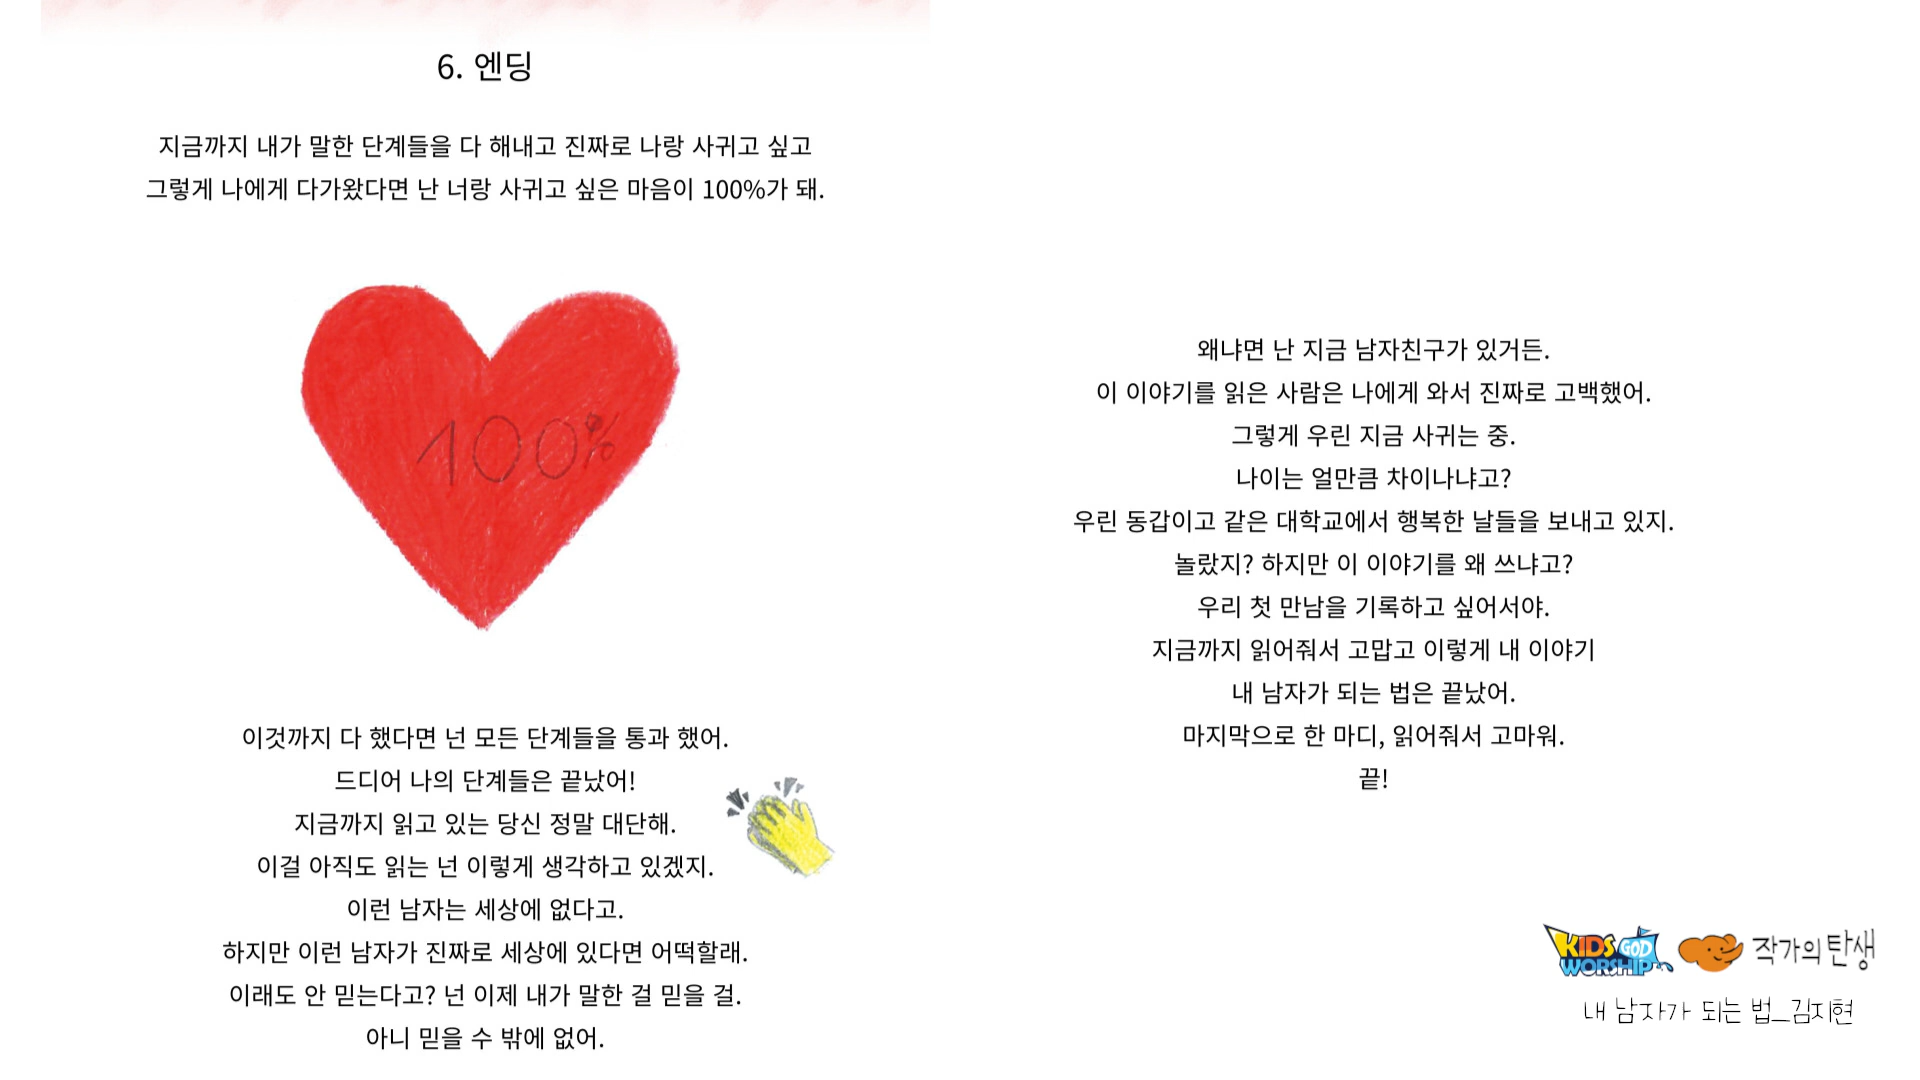 6. 엔딩
지금까지 내가 말한 단계들을 다 해내고 진짜로 나랑 사귀고 싶고
그렇게 나에게 다가왔다면 난 너랑 사귀고 싶은 마음이 100%가 돼.
100%
이것까지 다 했다면 넌 모든 단계들을 통과 했어.
드디어 나의 단계들은 끝났어!
지금까지 읽고 있는 당신 정말 대단해.
이걸 아직도 읽는 넌 이렇게 생각하고 있겠지.
이런 남자는 세상에 없다고.
하지만 이런 남자가 진짜로 세상에 있다면 어떡할래.
이래도 안 믿는다고? 넌 이제 내가 말한 걸 믿을 걸.
아니 믿을 수 밖에 없어.
왜냐면 난 지금 남자친구가 있거든.
이 이야기를 읽은 사람은 나에게 와서 진짜로 고백했어.
그렇게 우린 지금 사귀는 중.
나이는 얼만큼 차이나냐고?
우린 동갑이고 같은 대학교에서 행복한 날들을 보내고 있지.
놀랐지? 하지만 이 이야기를 왜 쓰냐고?
우리 첫 만남을 기록하고 싶어서야.
지금까지 읽어줘서 고맙고 이렇게 내 이야기
내 남자가 되는 법은 끝났어.
마지막으로 한 마디, 읽어줘서 고마워.
끝!
KIDS GOD
WORSHIP
작가의 탄생
내 남자가 되는 법_김지현